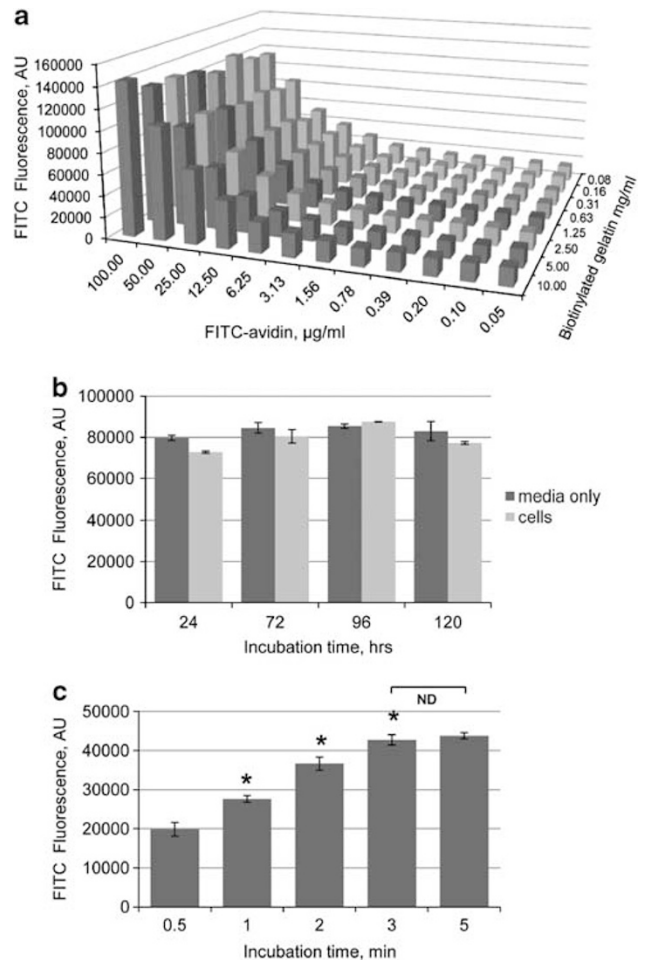 a
FITC Fluorescence, AU
160000
140000
120000
100000
80000
60000
40000
20000
0
100.00
50.00
25.00
12.50
6.25
3.13
1.56
0.78
0.39
0.20
0.10
0.05
FITC-avidin, µg/ml
0.08
0.16
0.31
0.63
1.25
2.50
5.00
10.00
Biotinylated gelatin mg/ml
b
FITC Fluorescence, AU
100000
80000
60000
40000
20000
0
24 72 96 120
Incubation time, hrs
media only
cells
c
FITC Fluorescence, AU
ND
50000
40000
30000
20000
10000
0
* * *
0.5 1 2 3 5
Incubation time, min